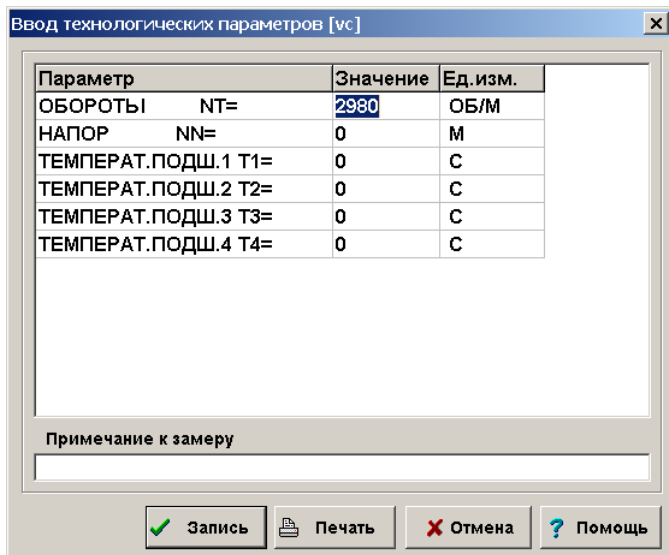 Ввод технологических параметров [vc]
Параметр Значение Ед.изм.
ОБОРОТЫ NT= 2980 ОБ/М
НАПОР NN= 0 М
ТЕМПЕРАТ.ПОДШ.1 T1= 0 С
ТЕМПЕРАТ.ПОДШ.2 T2= 0 С
ТЕМПЕРАТ.ПОДШ.3 T3= 0 С
ТЕМПЕРАТ.ПОДШ.4 T4= 0 С
Примечание к замеру
Запись Печать Отмена ? Помощь